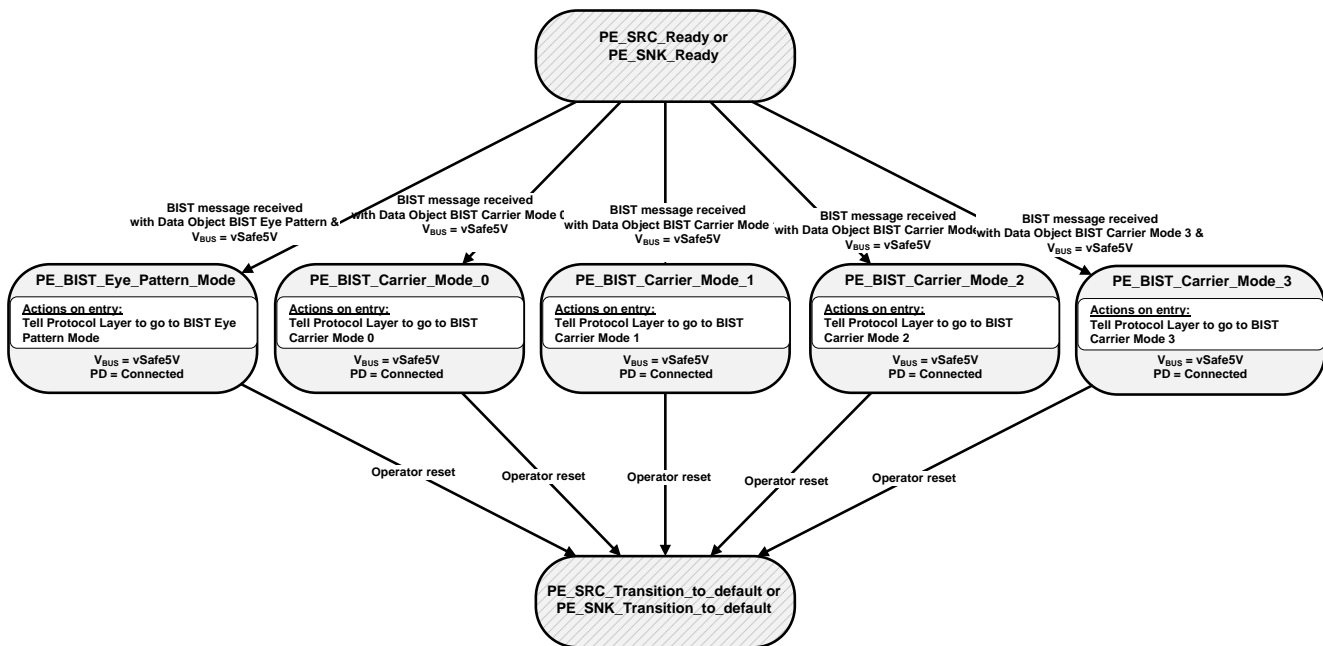 PE_SRC_Ready or
PE_SNK_Ready
BIST message received
with Data Object BIST Eye Pattern &
VBUS = vSafe5V
BIST message received
with Data Object BIST Carrier Mode 0
VBUS = vSafe5V
BIST message received
with Data Object BIST Carrier Mode
VBUS = vSafe5V
BIST message received
with Data Object BIST Carrier Mode
VBUS = vSafe5V
BIST message received
with Data Object BIST Carrier Mode 3 &
VBUS = vSafe5V
PE_BIST_Eye_Pattern_Mode
Actions on entry:
Tell Protocol Layer to go to BIST Eye
Pattern Mode
VBUS = vSafe5V
PD = Connected
PE_BIST_Carrier_Mode_0
Actions on entry:
Tell Protocol Layer to go to BIST
Carrier Mode 0
VBUS = vSafe5V
PD = Connected
PE_BIST_Carrier_Mode_1
Actions on entry:
Tell Protocol Layer to go to BIST
Carrier Mode 1
VBUS = vSafe5V
PD = Connected
PE_BIST_Carrier_Mode_2
Actions on entry:
Tell Protocol Layer to go to BIST
Carrier Mode 2
VBUS = vSafe5V
PD = Connected
PE_BIST_Carrier_Mode_3
Actions on entry:
Tell Protocol Layer to go to BIST
Carrier Mode 3
VBUS = vSafe5V
PD = Connected
Operator reset
Operator reset
Operator reset
Operator reset
Operator reset
PE_SRC_Transition_to_default or
PE_SNK_Transition_to_default